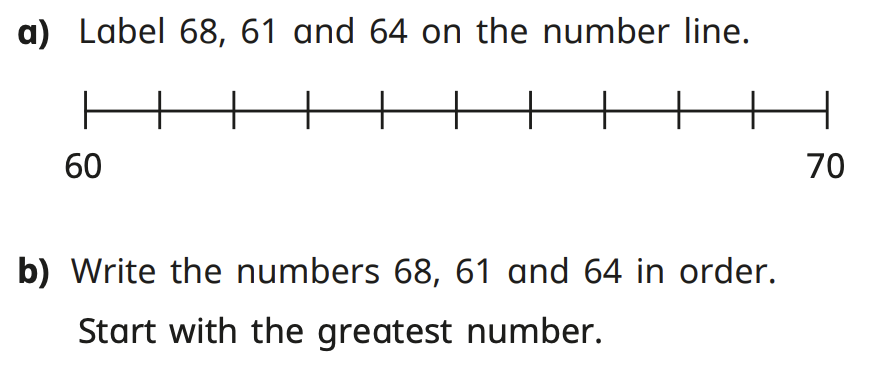 a) Label 68, 61 and 64 on the number line.
60 70
b) Write the numbers 68, 61 and 64 in order.
Start with the greatest number.